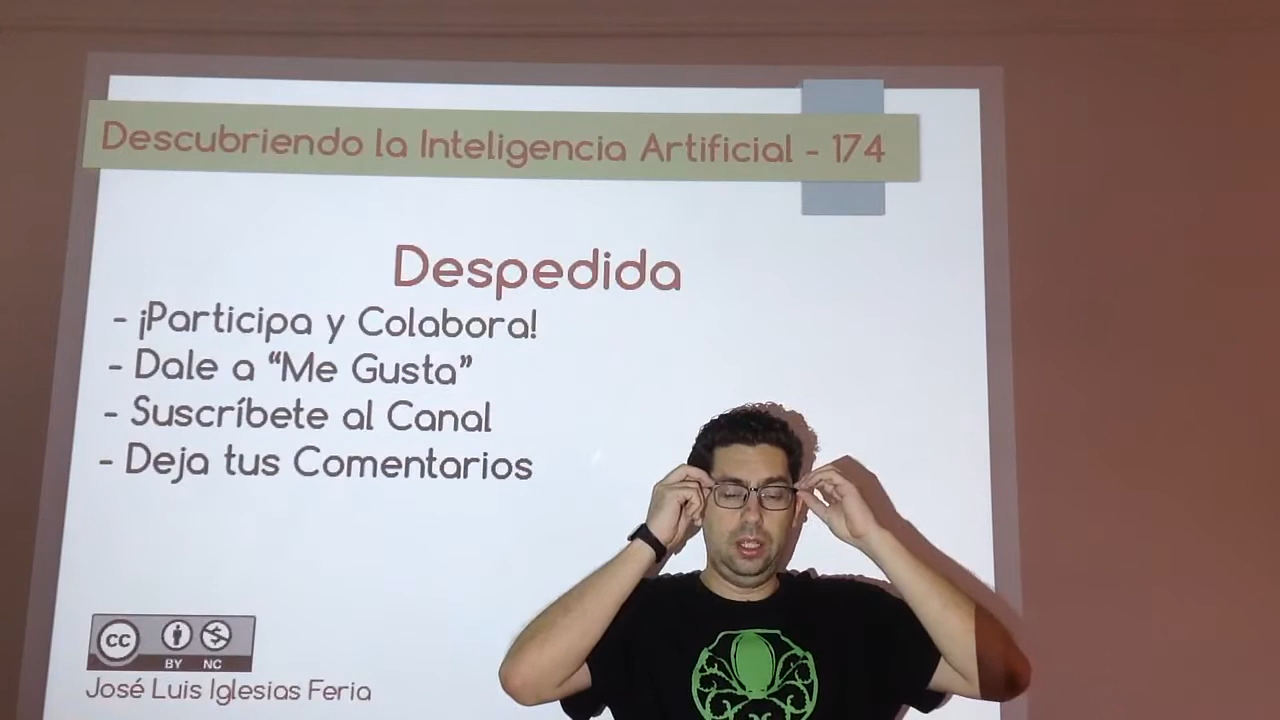 Descubriendo la Inteligencia Artificial - 174
Despedida
- ¡Participa y Colabora!
- Dale a “Me Gusta”
- Suscríbete al Canal
- Deja tus Comentarios
cc
BY NC
José Luis Iglesias Feria